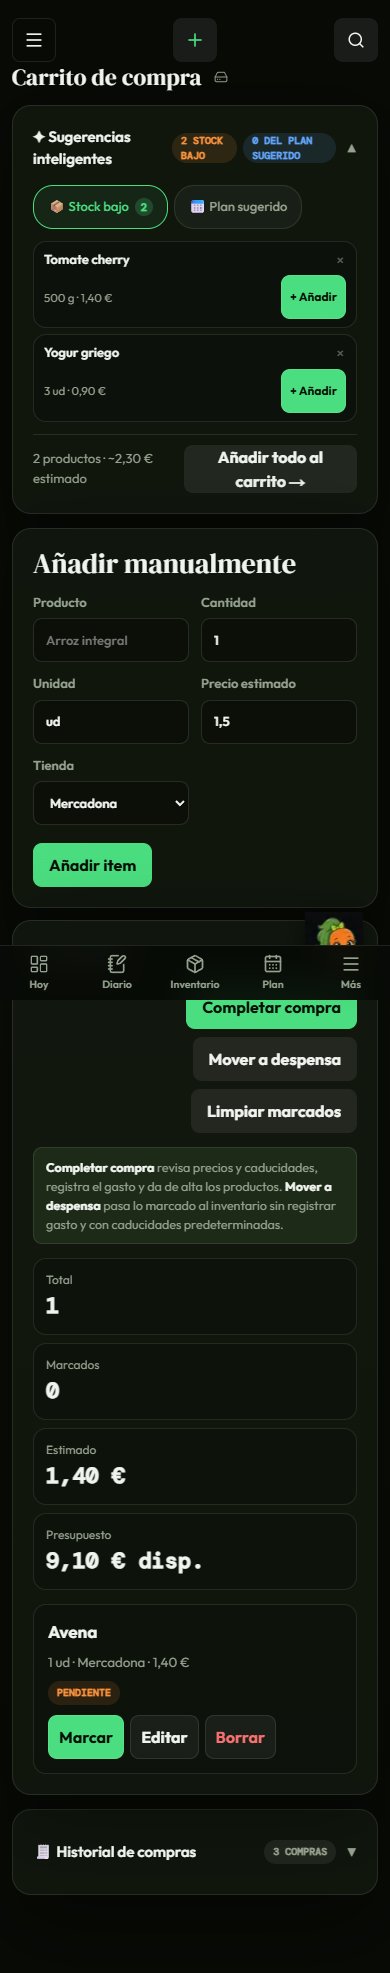 Carrito de compra
✦ Sugerencias
inteligentes
2 STOCK
BAJO
0 DEL PLAN
SUGERIDO
▲
Stock bajo 2
Plan sugerido
Tomate cherry ×
500 g · 1,40 €
+ Añadir
Yogur griego ×
3 ud · 0,90 €
+ Añadir
2 productos · ~2,30 €
estimado
Añadir todo al
carrito →
Añadir manualmente
Producto Cantidad
Arroz integral 1
Unidad Precio estimado
ud 1,5
Tienda
Mercadona
Añadir item
Hoy Diario Inventario Plan Más
Completar compra
Mover a despensa
Limpiar marcados
Completar compra revisa precios y caducidades,
registra el gasto y da de alta los productos. Mover a
despensa pasa lo marcado al inventario sin registrar
gasto y con caducidades predeterminadas.
Total
1
Marcados
0
Estimado
1,40 €
Presupuesto
9,10 € disp.
Avena
1 ud · Mercadona · 1,40 €
PENDIENTE
Marcar Editar Borrar
Historial de compras 3 COMPRAS ▼